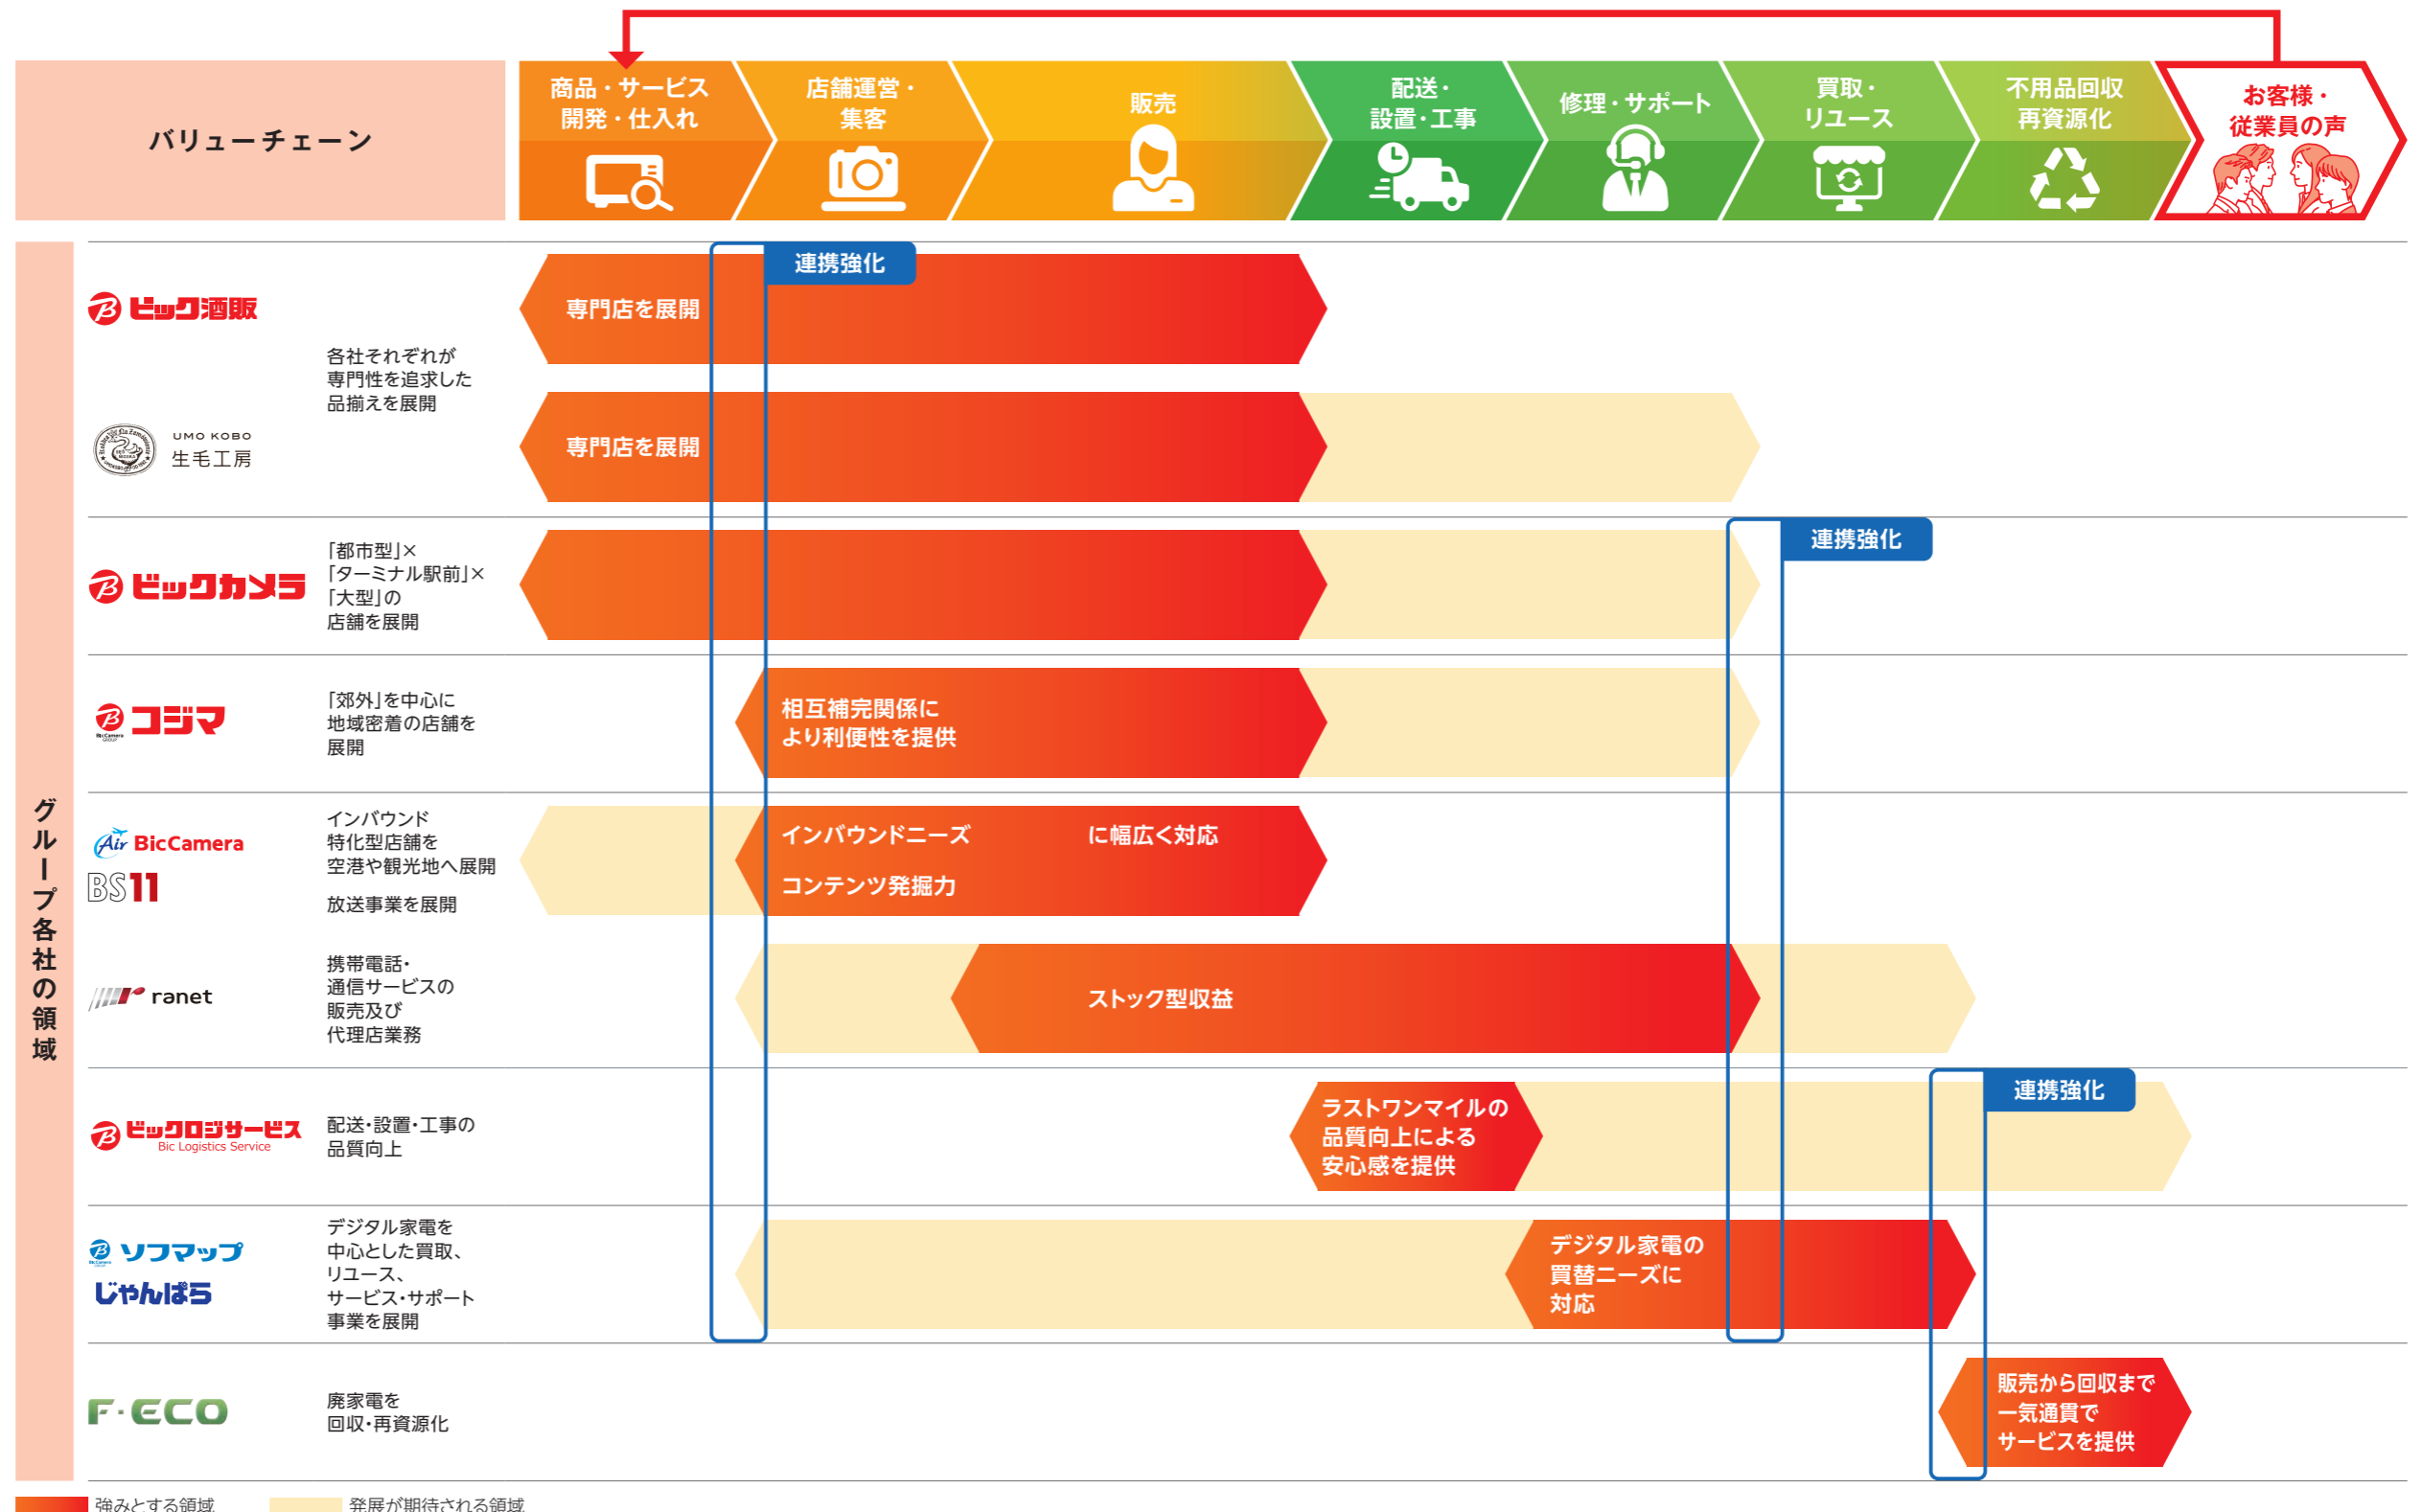 バリューチェーン
商品・サービス
開発・仕入れ
店舗運営・
集客
販売
配送・
設置・工事
修理・サポート
買取・
リユース
不用品回収
再資源化
お客様・
従業員の声
グループ各社の領域
ビック酒販
各社それぞれが
専門性を追求した
品揃えを展開
専門店を展開
連携強化
UMO KOBO
生毛工房
専門店を展開
ビックカメラ
「都市型」×
「ターミナル駅前」×
「大型」の
店舗を展開
連携強化
BicCamera
GROUP
コジマ
「郊外」を中心に
地域密着の店舗を
展開
相互補完関係に
より利便性を提供
Air BicCamera
インバウンド
特化型店舗を
空港や観光地へ展開
インバウンドニーズ に幅広く対応
BS11
放送事業を展開
コンテンツ発掘力
ranet
携帯電話・
通信サービスの
販売及び
代理店業務
ストック型収益
ビックロジサービス
Bic Logistics Service
配送・設置・工事の
品質向上
ラストワンマイルの
品質向上による
安心感を提供
連携強化
ソフマップ
じゃんぱら
デジタル家電を
中心とした買取、
リユース、
サービス・サポート
事業を展開
デジタル家電の
買替ニーズに
対応
F・ECO
廃家電を
回収・再資源化
販売から回収まで
一気通貫で
サービスを提供
強みとする領域
発展が期待される領域